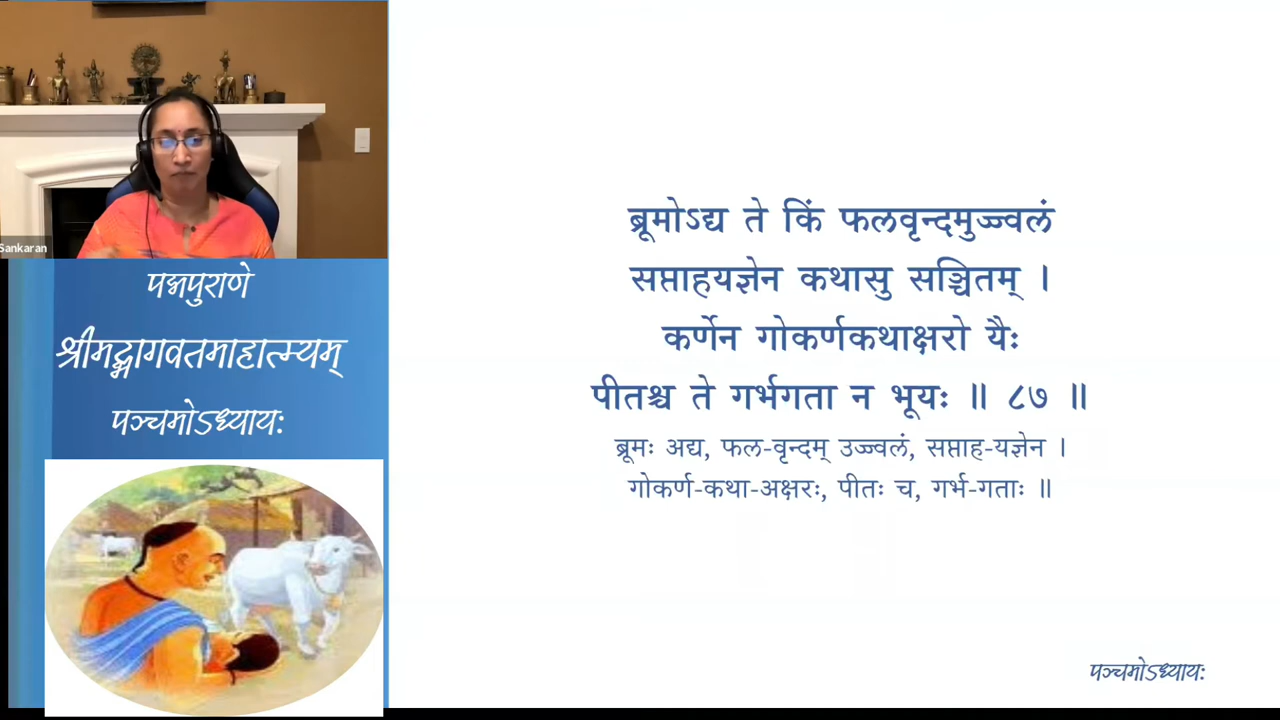 Sankaran
पद्मपुराणे
श्रीमद्भागवतमाहात्म्यम्
पञ्चमोऽध्यायः
ब्रूमोऽद्य ते किं फलवृन्दमुज्ज्वलं
सप्ताहयज्ञेन कथासु सञ्चितम् ।
कर्णेन गोकर्णकथाक्षरो यैः
पीतश्च ते गर्भगता न भूयः ॥ ८७ ॥
ब्रूमः अद्य, फल-वृन्दम् उज्ज्वलं, सप्ताह-यज्ञेन ।
गोकर्ण-कथा-अक्षरः, पीतः च, गर्भ-गताः ॥
पञ्चमोऽध्यायः